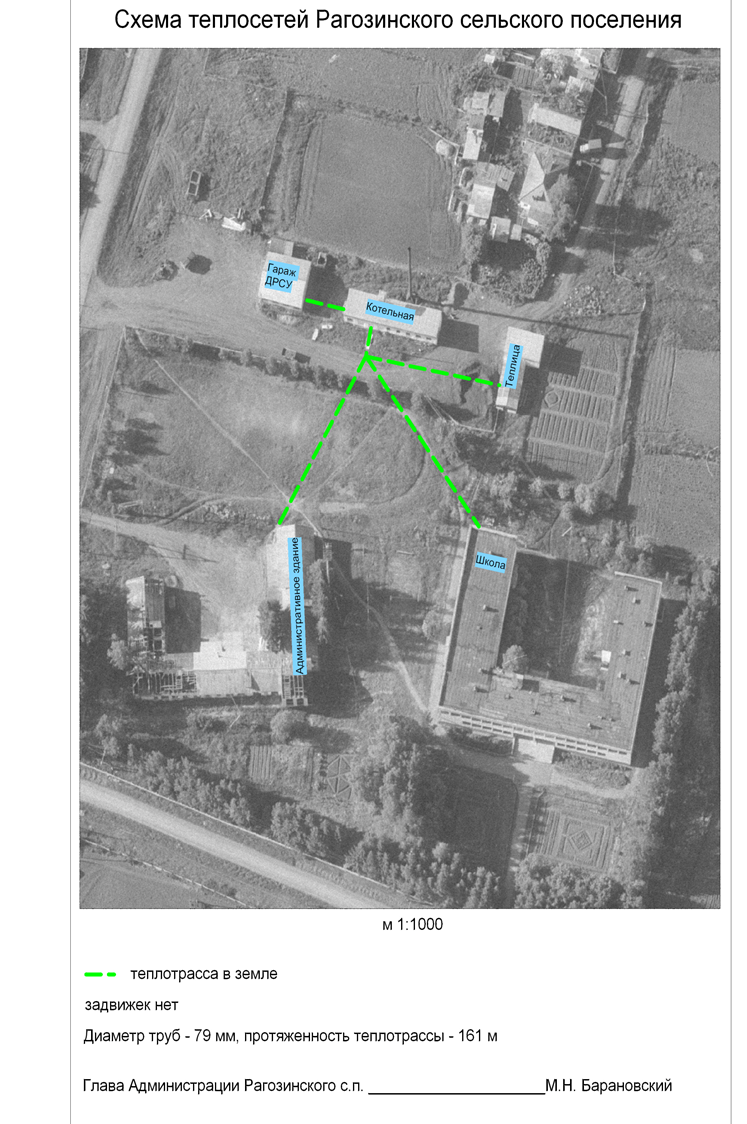 Схема теплосетей Рагозинского сельского поселения
Гараж
ДРСУ
Котельная
Теплица
Школа
Административное здание
м 1:1000
теплотрасса в земле
задвижек нет
Диаметр труб - 79 мм, протяженность теплотрассы - 161 м
Глава Администрации Рагозинского с.п. ____________________М.Н. Барановский